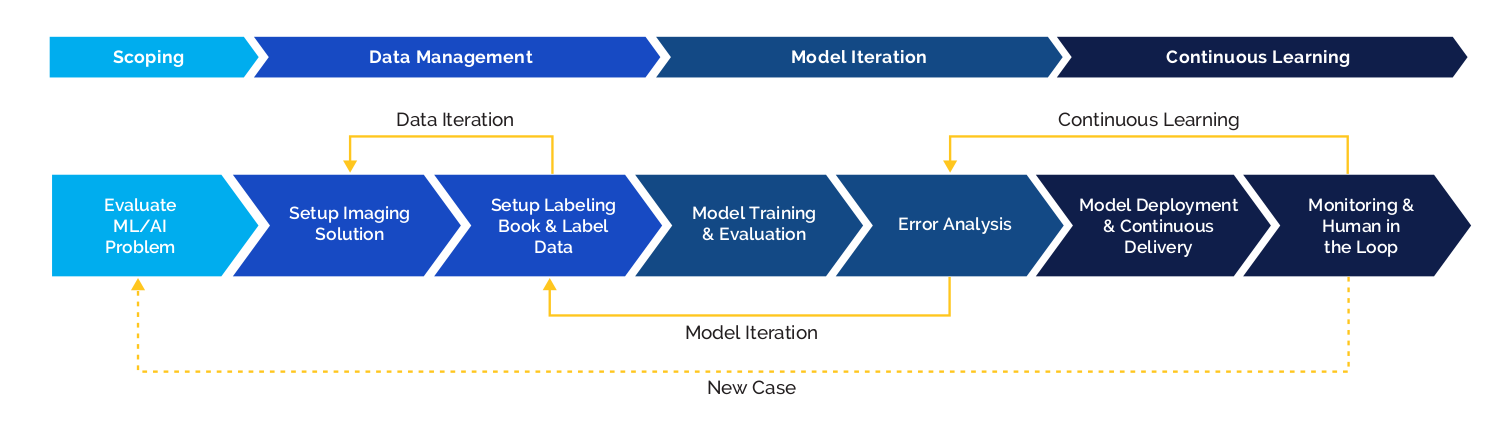 Scoping
Data Management
Model Iteration
Continuous Learning
Data Iteration
Continuous Learning
Evaluate
ML/AI
Problem
Setup Imaging
Solution
Setup Labeling
Book & Label
Data
Model Training
& Evaluation
Error Analysis
Model Deployment
& Continuous
Delivery
Monitoring &
Human in
the Loop
Model Iteration
New Case